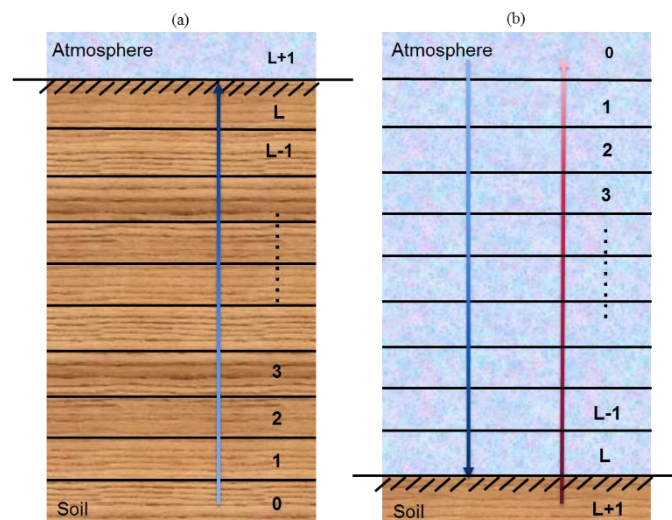 (a)
Atmosphere
L+1
L
L-1
3
2
1
Soil
0
(b)
Atmosphere
0
1
2
3
L-1
L
L+1
Soil